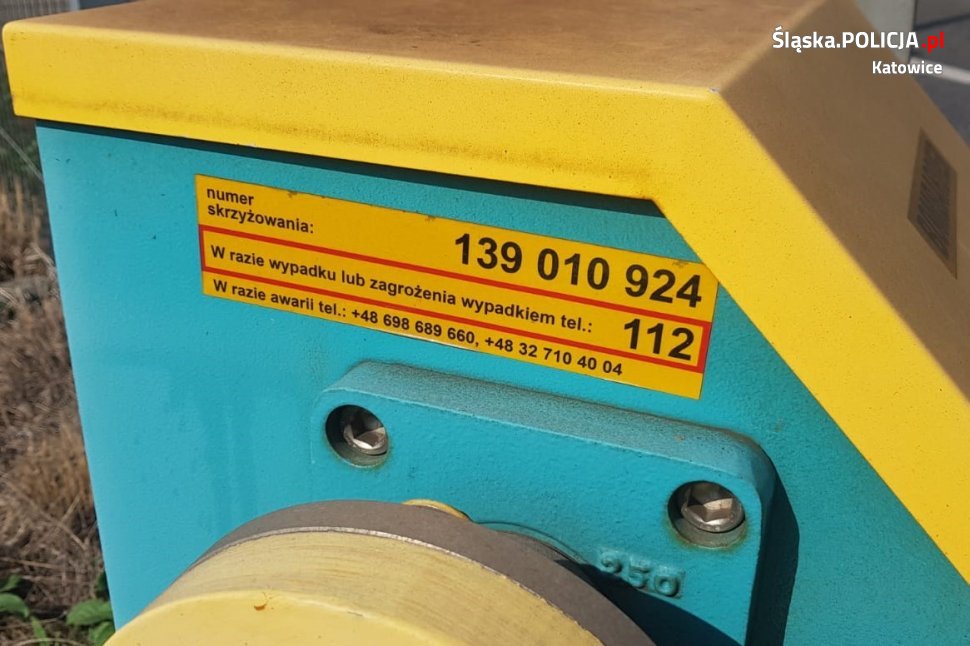 Śląska.POLICJA.pl
Katowice
numer
skrzyżowania:
139 010 924
W razie wypadku lub zagrożenia wypadkiem tel.: 112
W razie awarii tel.: +48 698 689 660, +48 32 710 40 04
250